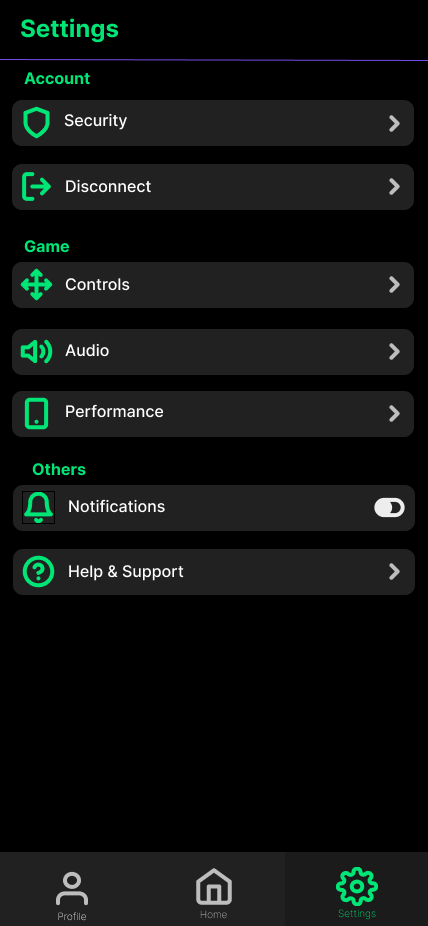 Settings
Account
Security
Disconnect
Game
Controls
Audio
Performance
Others
Notifications
Help & Support
Profile
Home
Settings